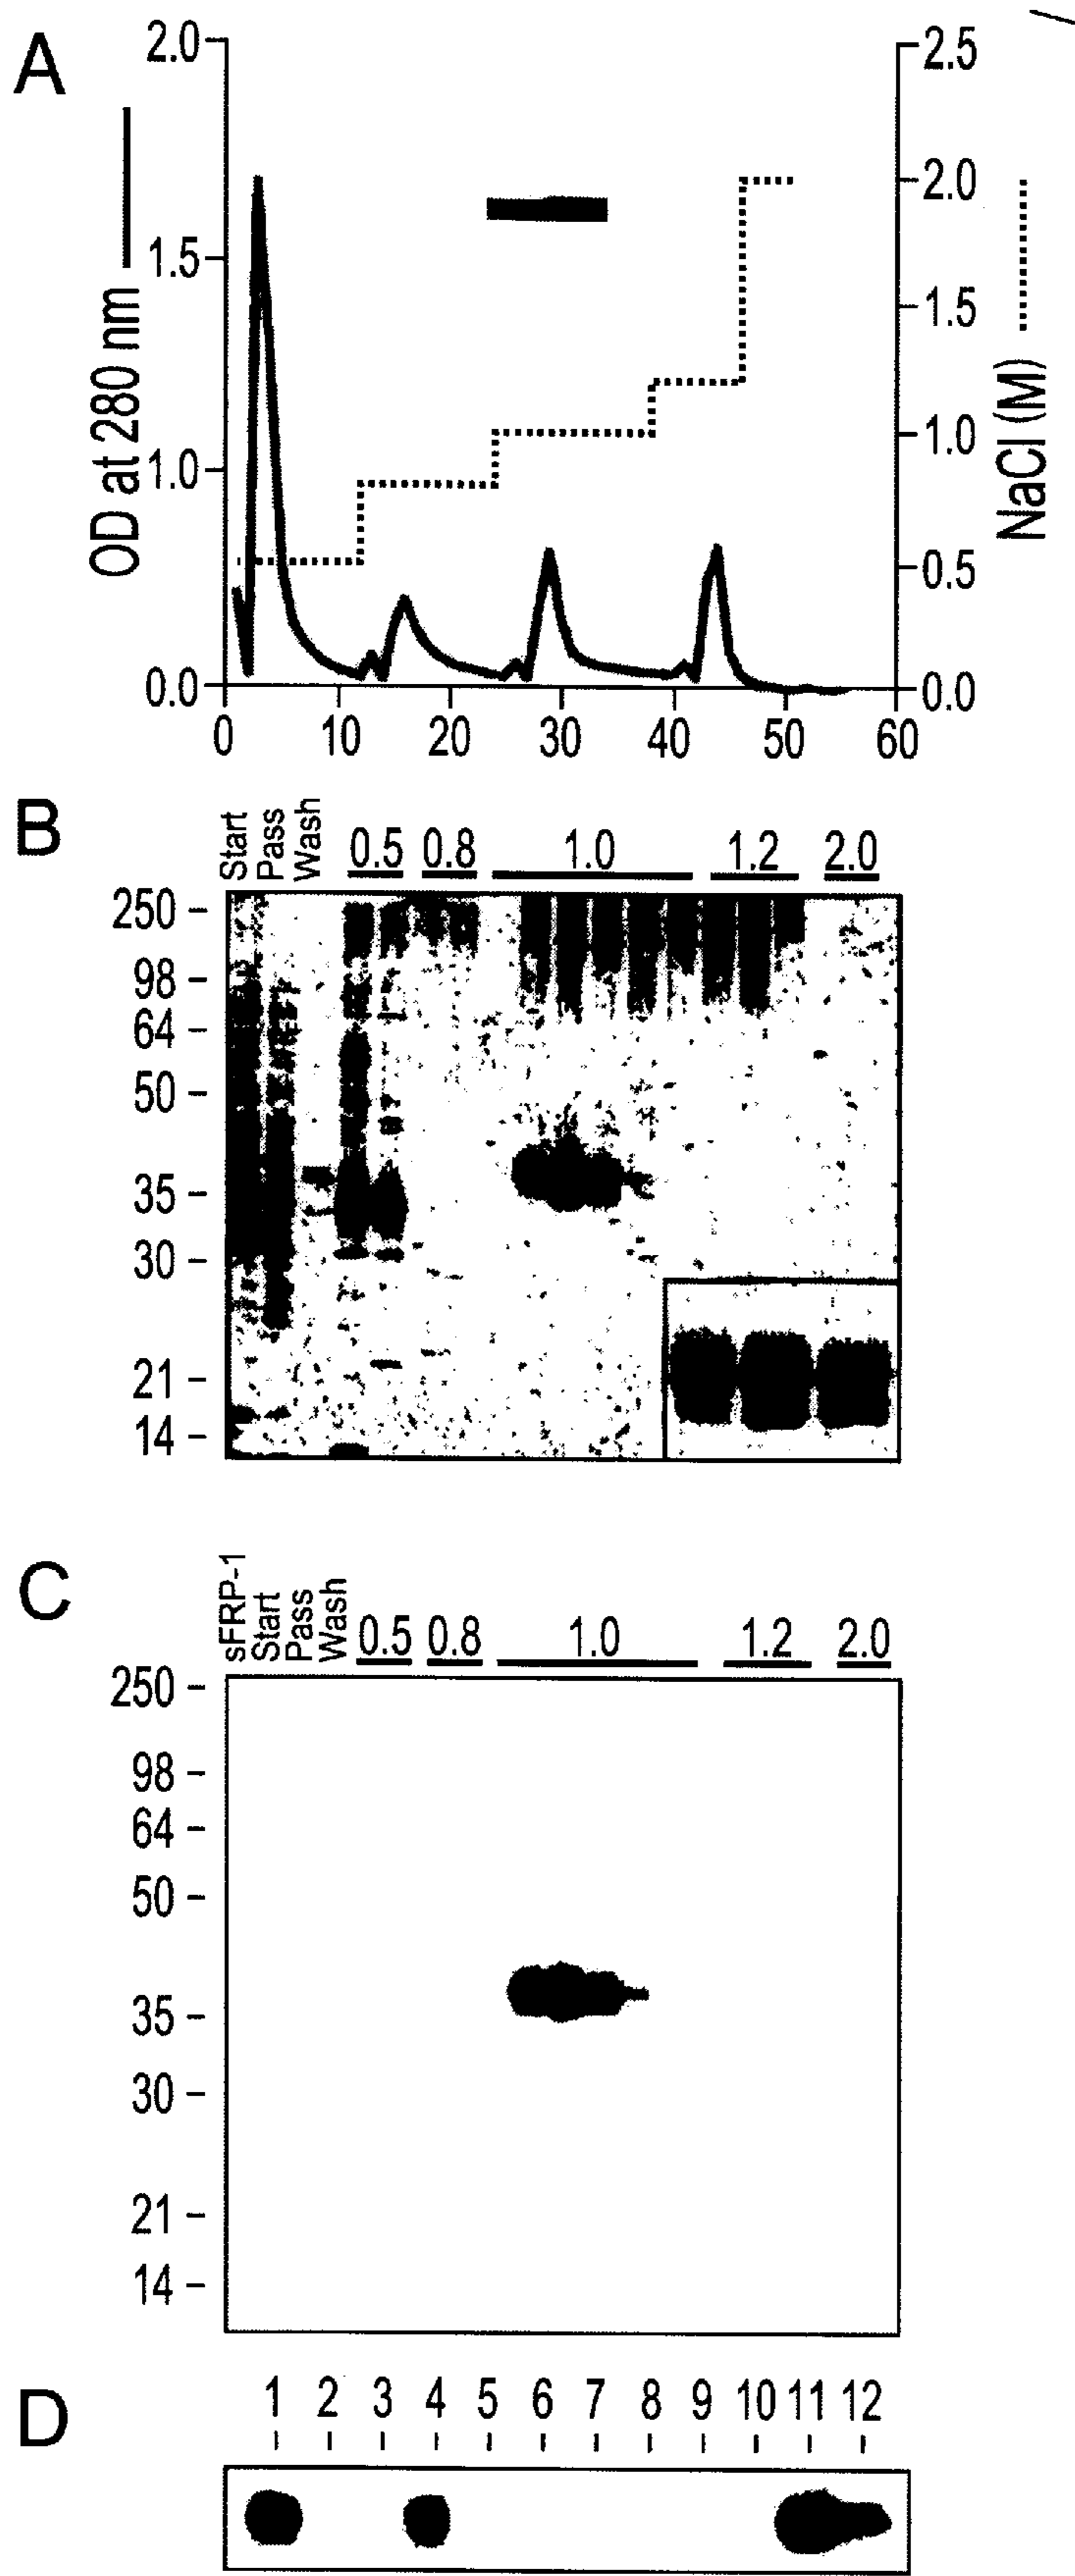 A
OD at 280 nm
2.0
1.5
1.0
0.0
2.5
2.0
1.5
1.0
0.5
0.0
NaCl (M)
0 10 20 30 40 50 60
B
Start Pass Wash 0.5 0.8 1.0 1.2 2.0
250
98
64
50
35
30
21
14
C
sFRP-1 Start Pass Wash 0.5 0.8 1.0 1.2 2.0
250
98
64
50
35
30
21
14
D
1 2 3 4 5 6 7 8 9 10 11 12